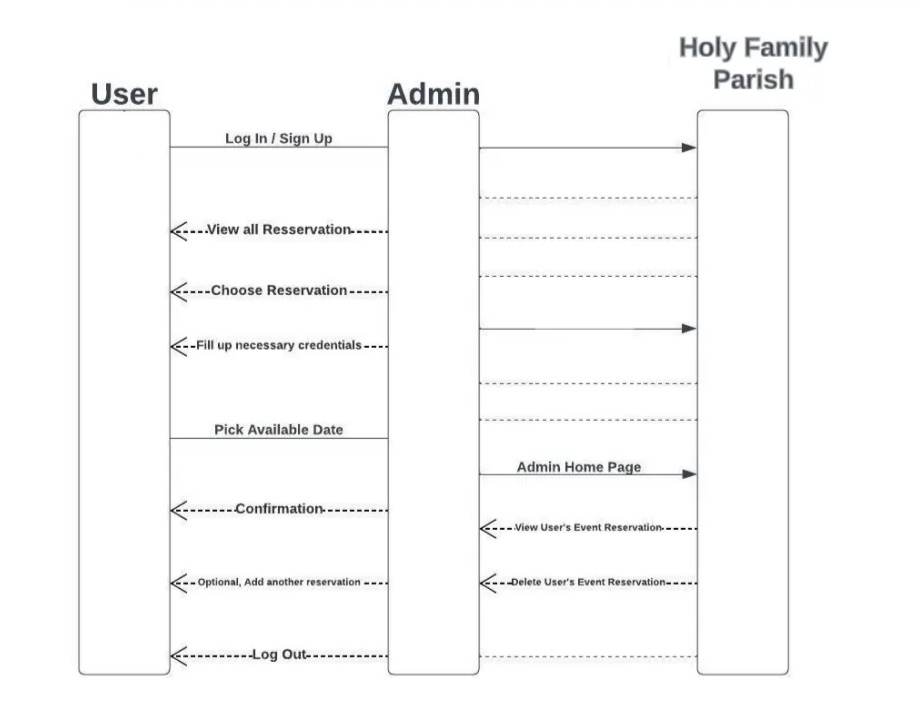 Holy Family
Parish
User
Admin
Log In / Sign Up
View all Resservation
Choose Reservation
Fill up necessary credentials
Pick Available Date
Admin Home Page
Confirmation
View User's Event Reservation
Optional, Add another reservation
Delete User's Event Reservation
Log Out